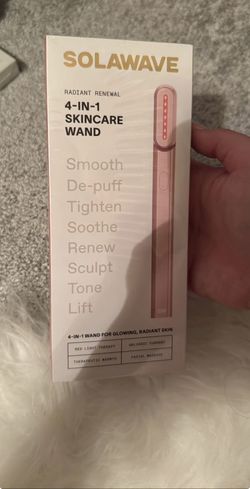 SOLAWAVE
RADIANT RENEWAL
4-IN-1
SKINCARE
WAND
Smooth
De-puff
Tighten
Soothe
Renew
Sculpt
Tone
Lift
4-IN-1 WAND FOR GLOWING, RADIANT SKIN
RED LIGHT THERAPY
GALVANIC CURRENT
THERAPEUTIC WARMTH
FACIAL MASSAGE